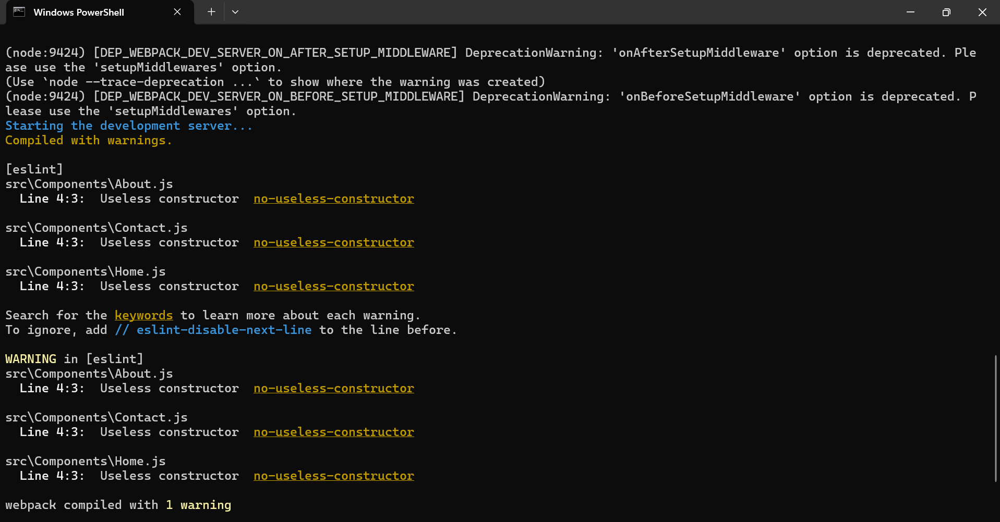 Windows PowerShell
(node:9424) [DEP_WEBPACK_DEV_SERVER_ON_AFTER_SETUP_MIDDLEWARE] DeprecationWarning: 'onAfterSetupMiddleware' option is deprecated. Ple
ase use the 'setupMiddlewares' option.
(Use `node --trace-deprecation ...` to show where the warning was created)
(node:9424) [DEP_WEBPACK_DEV_SERVER_ON_BEFORE_SETUP_MIDDLEWARE] DeprecationWarning: 'onBeforeSetupMiddleware' option is deprecated. P
lease use the 'setupMiddlewares' option.
Starting the development server...
Compiled with warnings.
[eslint]
src\Components\About.js
  Line 4:3:  Useless constructor  no-useless-constructor
src\Components\Contact.js
  Line 4:3:  Useless constructor  no-useless-constructor
src\Components\Home.js
  Line 4:3:  Useless constructor  no-useless-constructor
Search for the keywords to learn more about each warning.
To ignore, add // eslint-disable-next-line to the line before.
WARNING in [eslint]
src\Components\About.js
  Line 4:3:  Useless constructor  no-useless-constructor
src\Components\Contact.js
  Line 4:3:  Useless constructor  no-useless-constructor
src\Components\Home.js
  Line 4:3:  Useless constructor  no-useless-constructor
webpack compiled with 1 warning